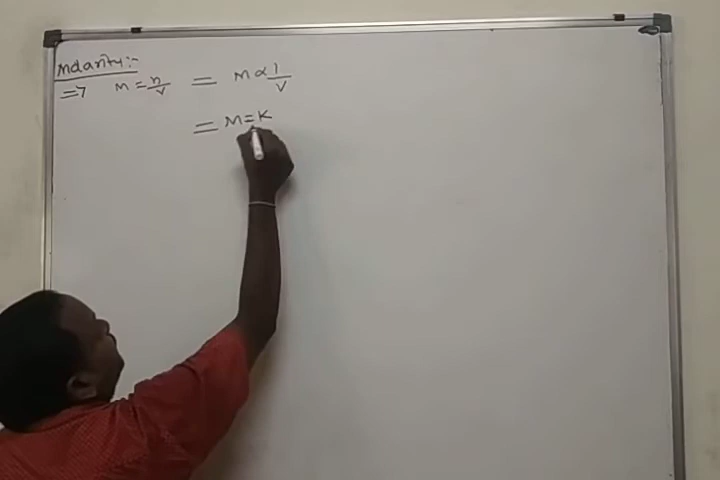 Molarity:-
=> M = n/V = M ∝ 1/V
= M = K